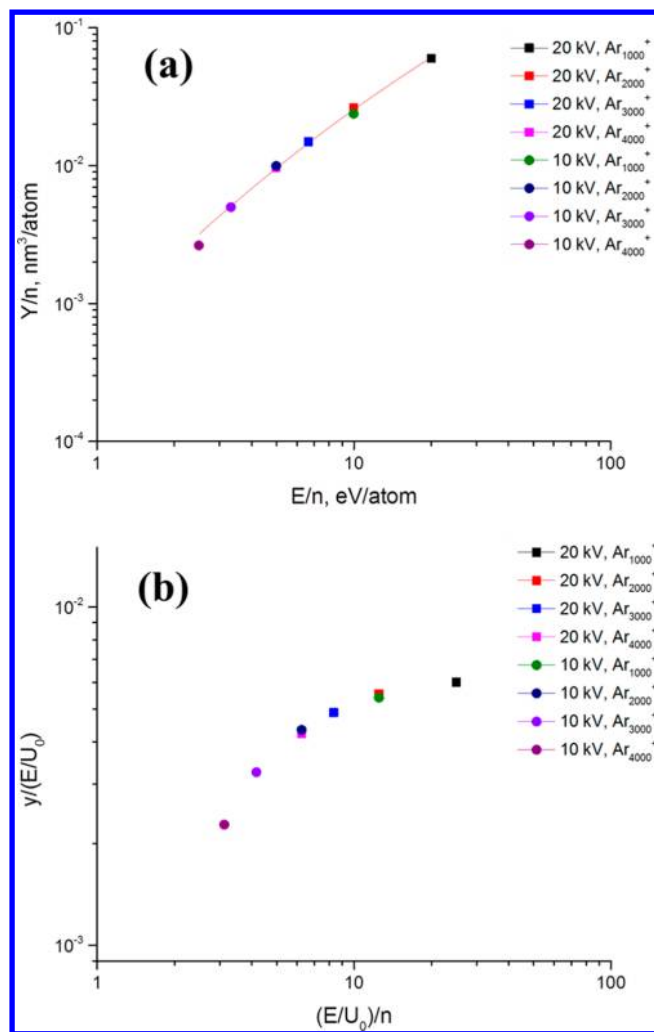 10⁻¹
(a)
20 kV, Ar₁₀₀₀⁺
20 kV, Ar₂₀₀₀⁺
20 kV, Ar₃₀₀₀⁺
20 kV, Ar₄₀₀₀⁺
10 kV, Ar₁₀₀₀⁺
10 kV, Ar₂₀₀₀⁺
10 kV, Ar₃₀₀₀⁺
10 kV, Ar₄₀₀₀⁺
10⁻²
Y/n, nm³/atom
10⁻³
10⁻⁴
1 10 100
E/n, eV/atom
(b)
20 kV, Ar₁₀₀₀⁺
20 kV, Ar₂₀₀₀⁺
20 kV, Ar₃₀₀₀⁺
20 kV, Ar₄₀₀₀⁺
10 kV, Ar₁₀₀₀⁺
10 kV, Ar₂₀₀₀⁺
10 kV, Ar₃₀₀₀⁺
10 kV, Ar₄₀₀₀⁺
10⁻²
y/(E/U₀)
10⁻³
1 10 100
(E/U₀)/n